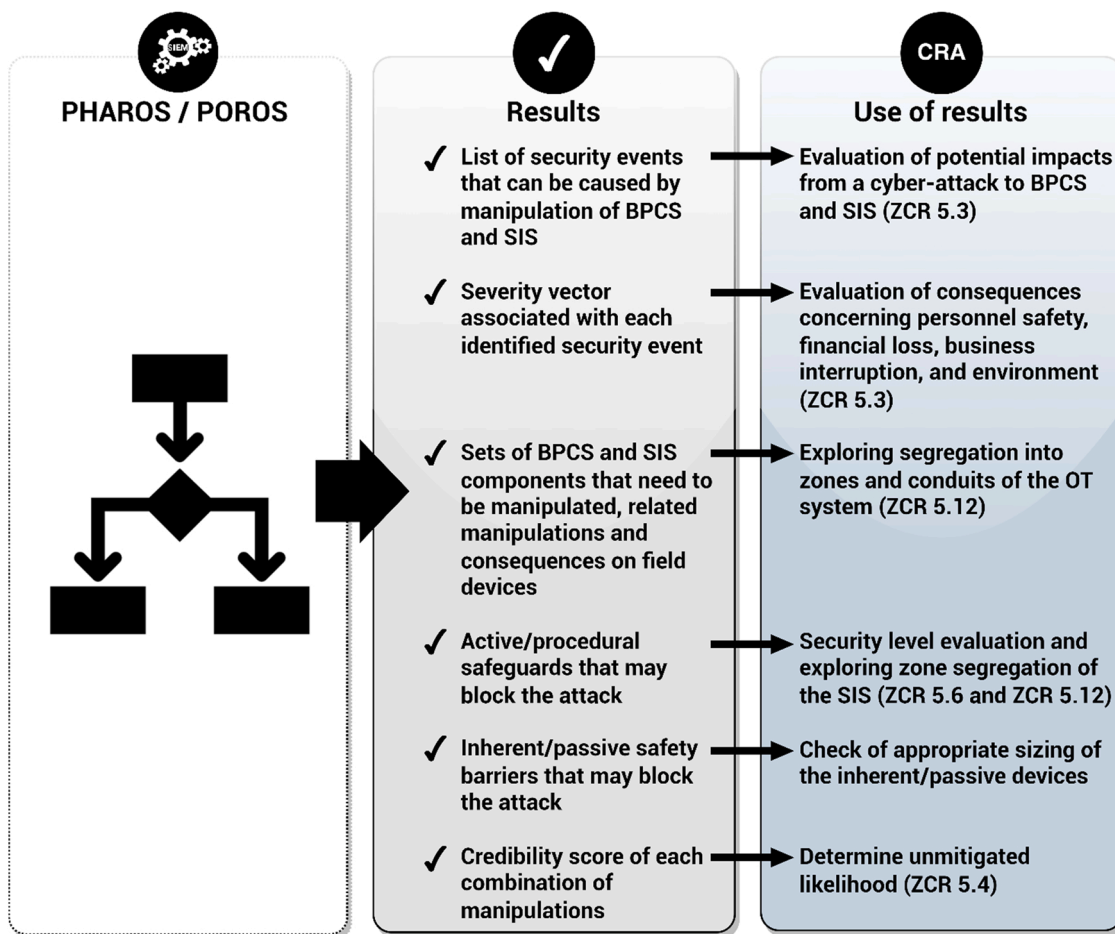 SIEM
PHAROS / POROS
Results
CRA
Use of results
List of security events
that can be caused by
manipulation of BPCS
and SIS
Evaluation of potential impacts
from a cyber-attack to BPCS
and SIS (ZCR 5.3)
Severity vector
associated with each
identified security event
Evaluation of consequences
concerning personnel safety,
financial loss, business
interruption, and environment
(ZCR 5.3)
Sets of BPCS and SIS
components that need to
be manipulated, related
manipulations and
consequences on field
devices
Exploring segregation into
zones and conduits of the OT
system (ZCR 5.12)
Active/procedural
safeguards that may
block the attack
Security level evaluation and
exploring zone segregation of
the SIS (ZCR 5.6 and ZCR 5.12)
Inherent/passive safety
barriers that may block
the attack
Check of appropriate sizing of
the inherent/passive devices
Credibility score of each
combination of
manipulations
Determine unmitigated
likelihood (ZCR 5.4)